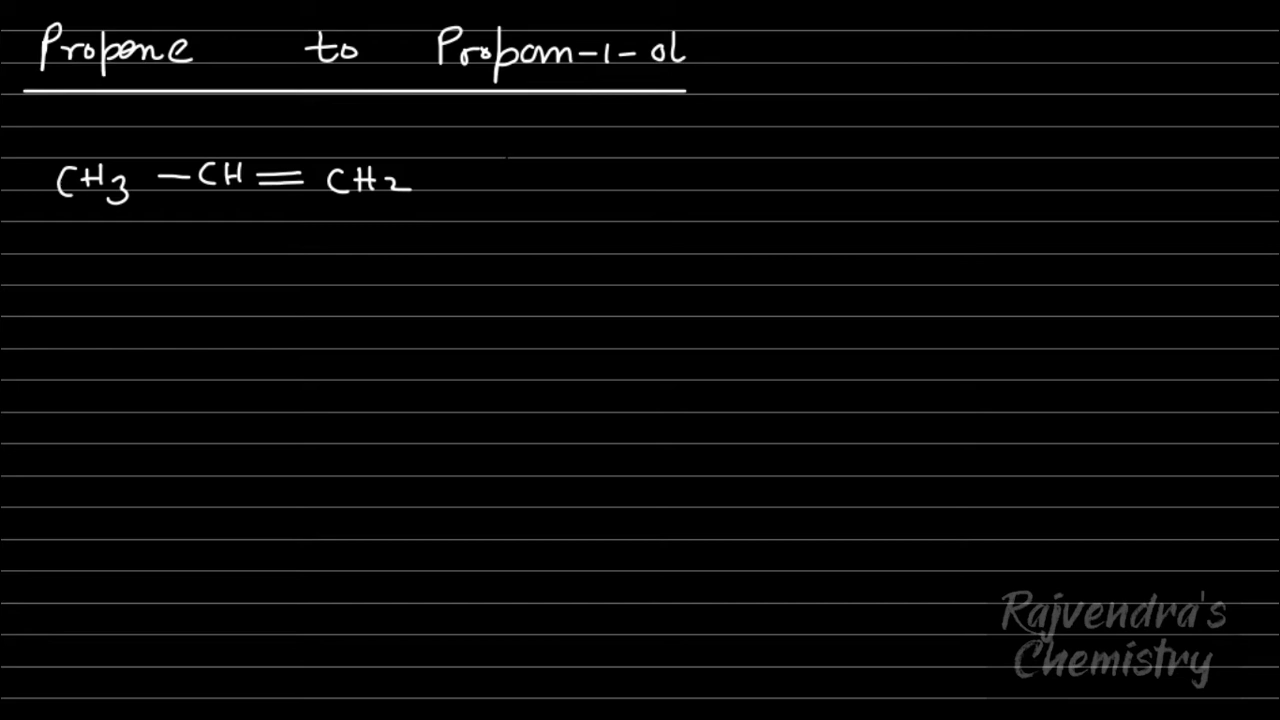 Propene to Propan-1-ol
CH3 - CH = CH2
Rajvendra's
Chemistry